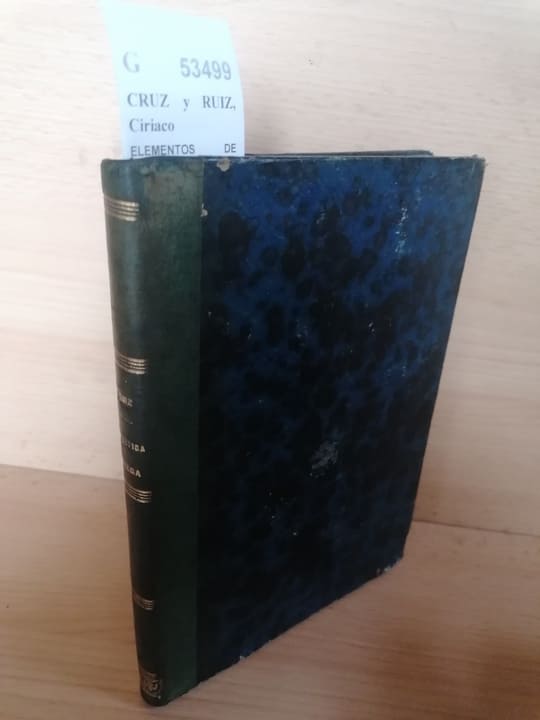 G 53499
CRUZ y RUIZ,
Ciriaco
ELEMENTOS DE